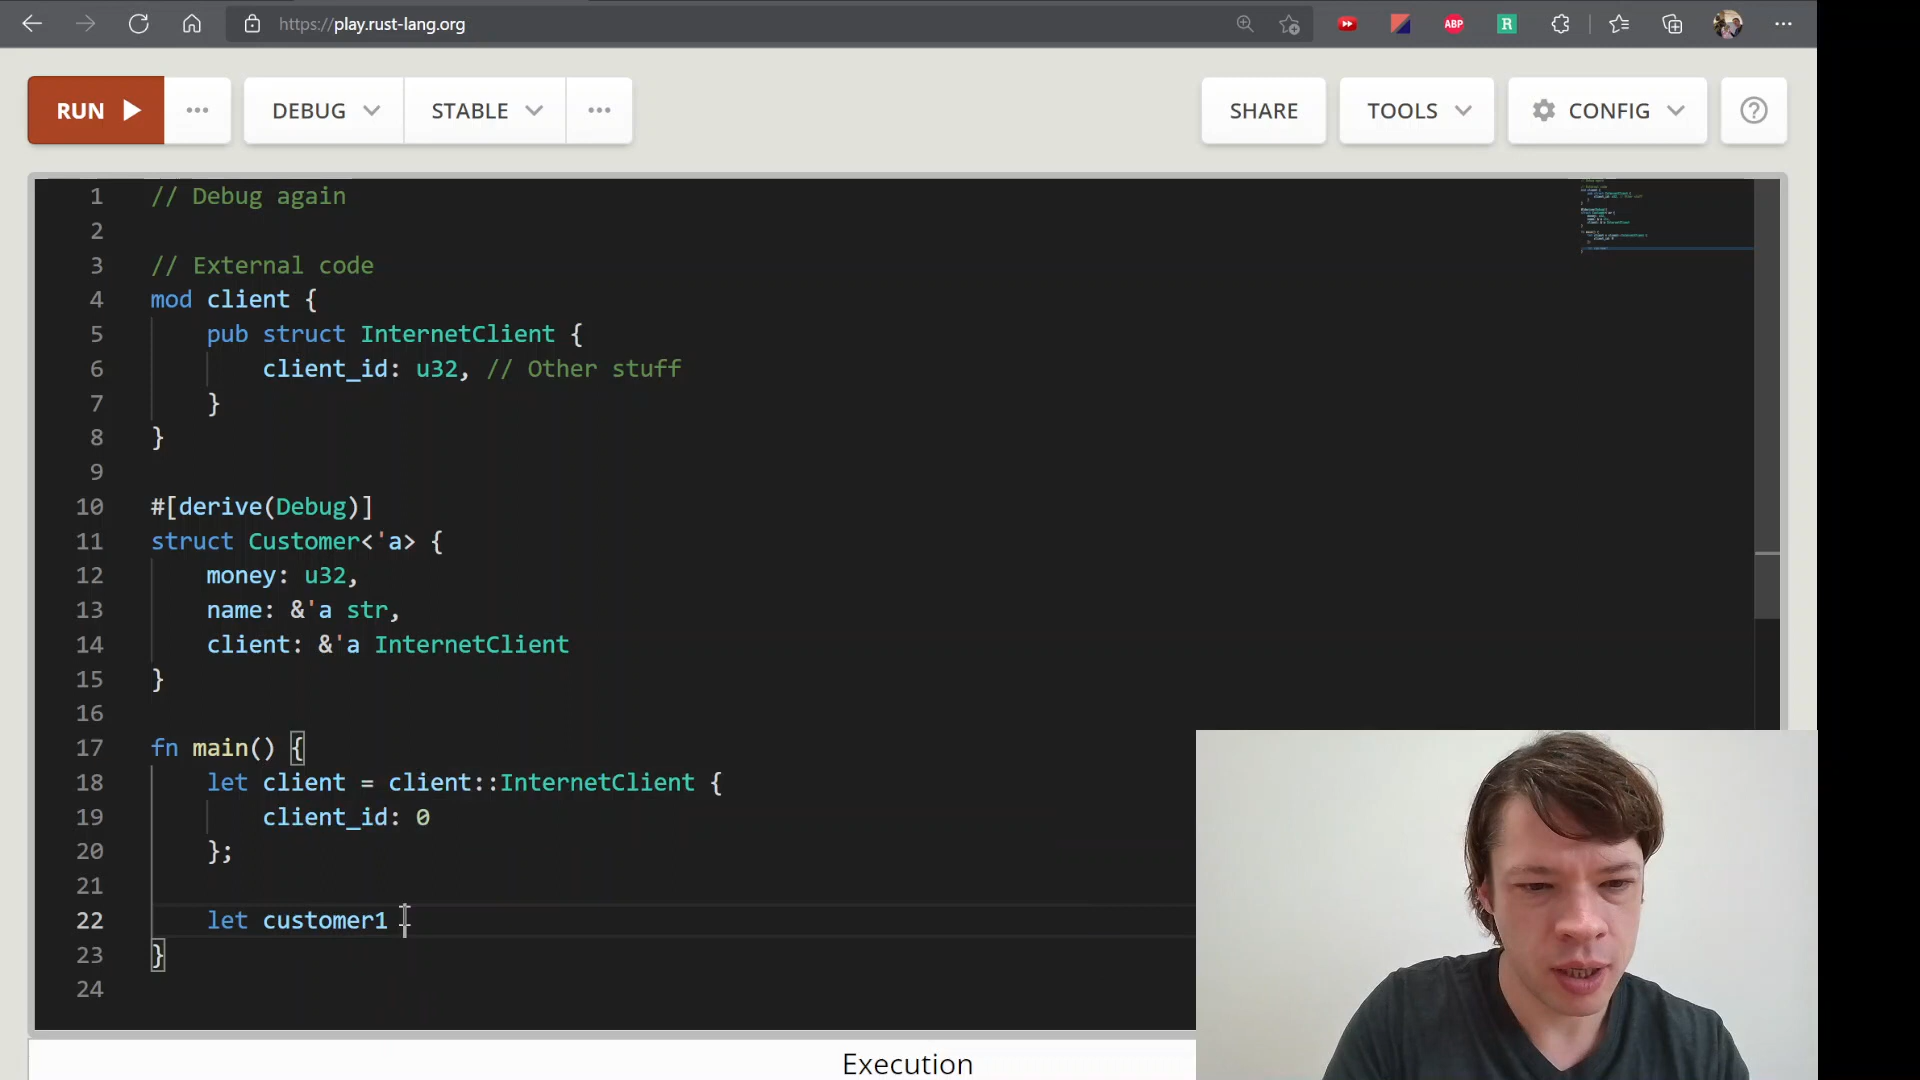 https://play.rust-lang.org
ABP
R
RUN
DEBUG
STABLE
SHARE
TOOLS
CONFIG
1 // Debug again
2
3 // External code
4 mod client {
5     pub struct InternetClient {
6         client_id: u32, // Other stuff
7     }
8 }
9
10 #[derive(Debug)]
11 struct Customer<'a> {
12     money: u32,
13     name: &'a str,
14     client: &'a InternetClient
15 }
16
17 fn main() {
18     let client = client::InternetClient {
19         client_id: 0
20     };
21
22     let customer1
23 }
24
Execution